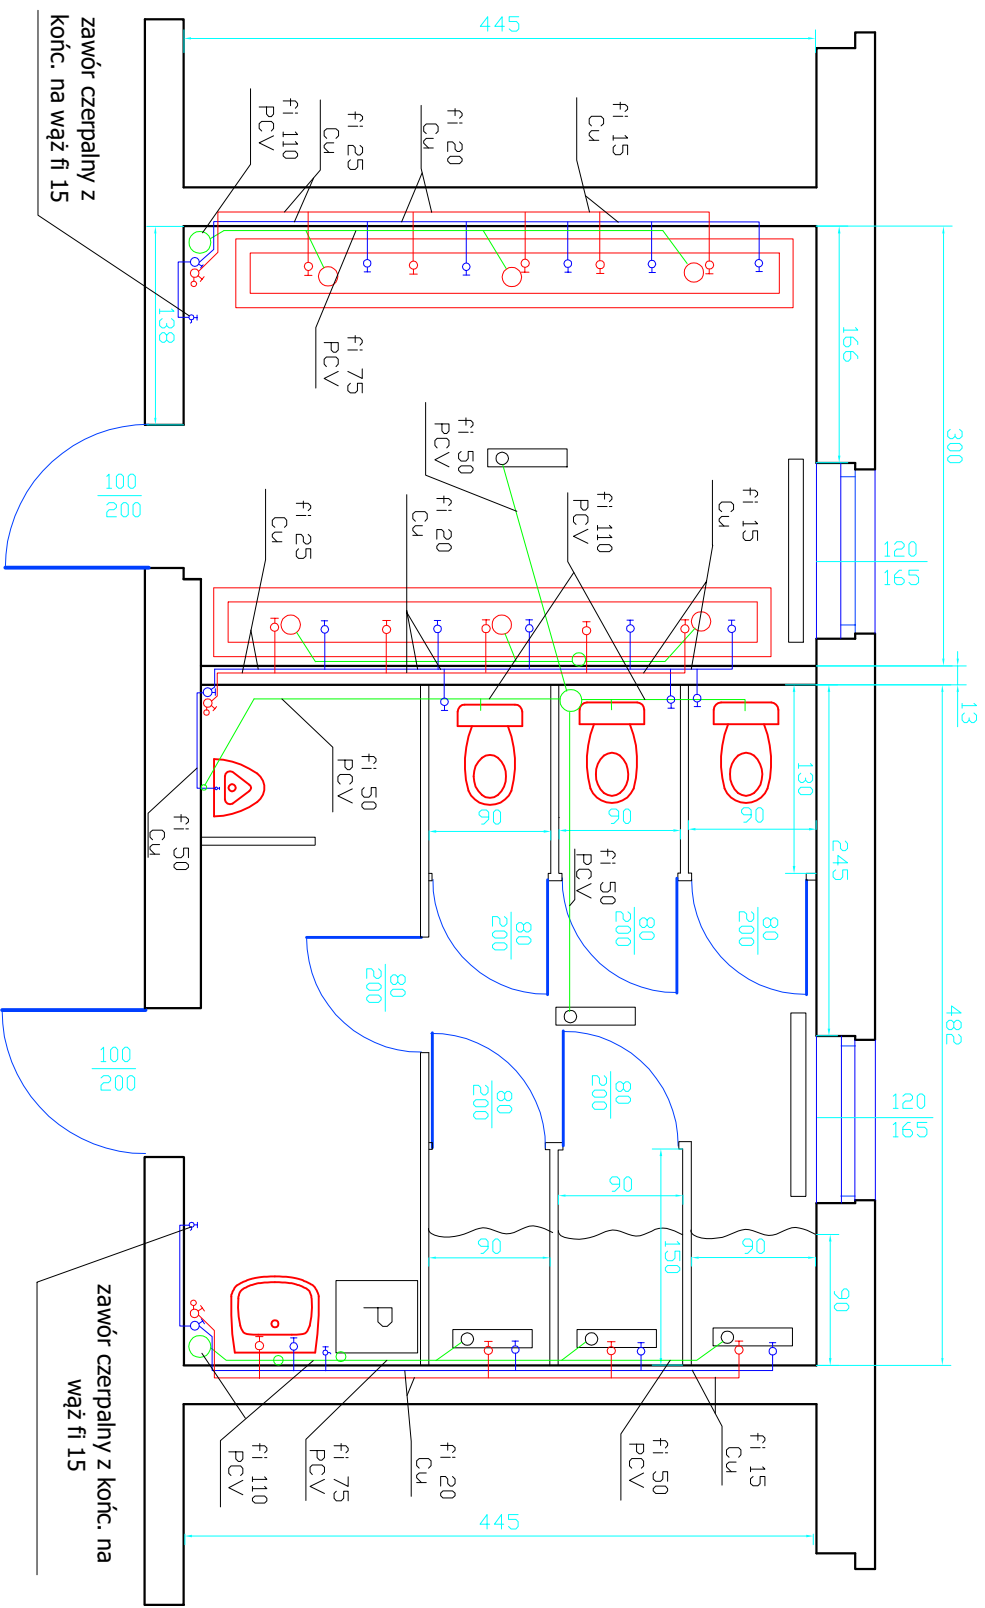 445
zawór czerpalny z
końc. na wąż fi 15
fi 110
PCV
fi 25
Cu
fi 20
Cu
fi 15
Cu
138
166
300
fi 75
PCV
fi 50
PCV
100
200
120
165
fi 25
Cu
fi 20
Cu
fi 110
PCV
fi 15
Cu
13
fi 50
PCV
fi 50
Cu
90
90
90
130
245
fi 50
PCV
80
200
80
200
80
200
80
200
482
100
200
80
200
80
200
120
165
90
150
90
90
90
P
zawór czerpalny z końc. na
wąż fi 15
fi 110
PCV
fi 75
PCV
fi 20
Cu
fi 50
PCV
fi 15
Cu
445